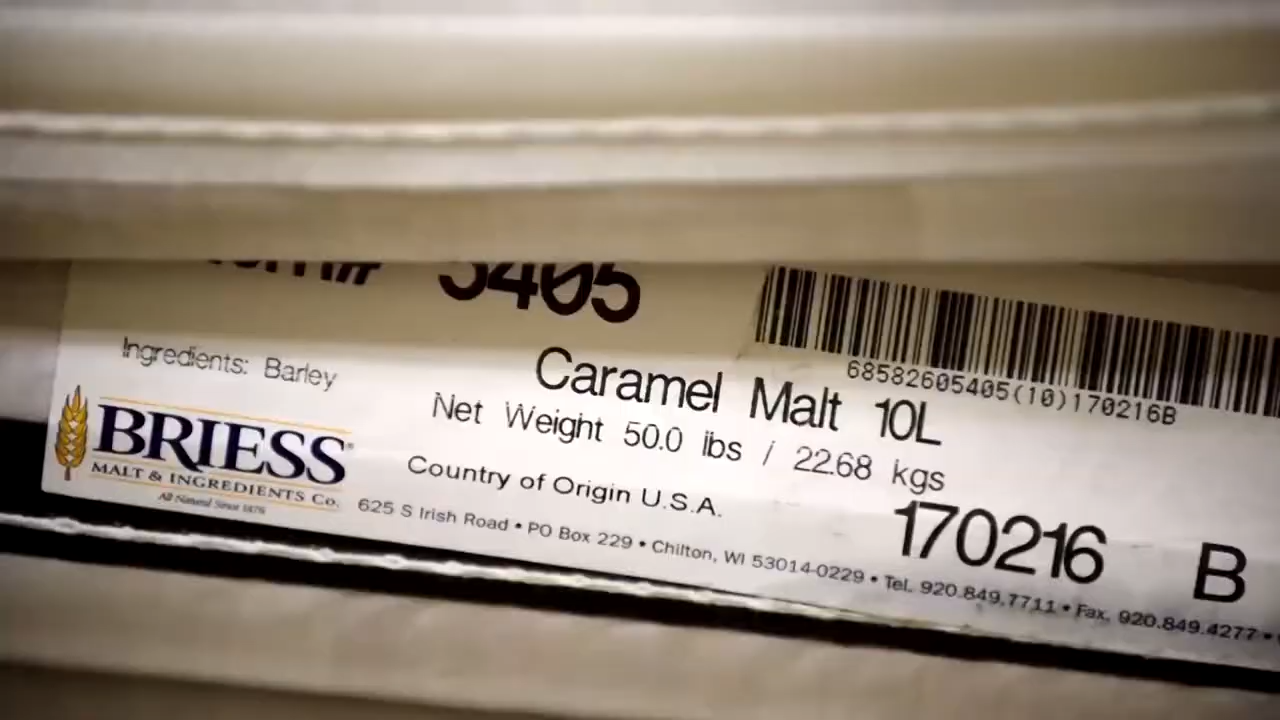 5405
68582605405(10)170216B
Ingredients: Barley
Caramel Malt 10L
Net Weight 50.0 lbs / 22.68 kgs
BRIESS
MALT & INGREDIENTS Co.
All Natural Since 1876
Country of Origin U.S.A.
170216 B
625 S Irish Road • PO Box 229 • Chilton, WI 53014-0229 • Tel. 920.849.7711 • Fax. 920.849.4277 •